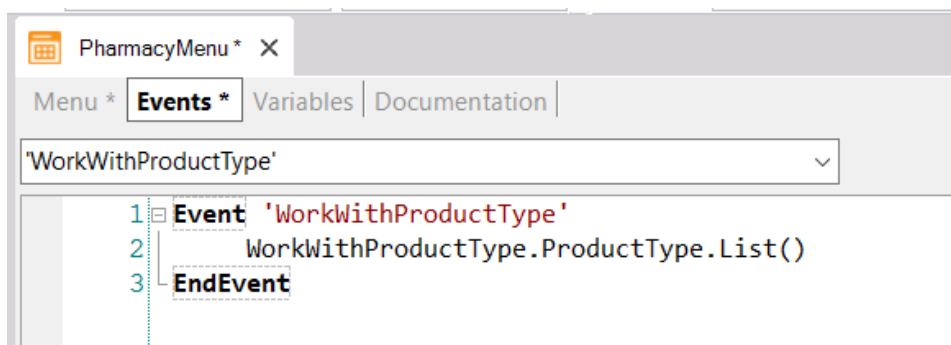 PharmacyMenu *
Menu * Events * Variables Documentation
'WorkWithProductType'
1 Event 'WorkWithProductType'
2 WorkWithProductType.ProductType.List()
3 EndEvent